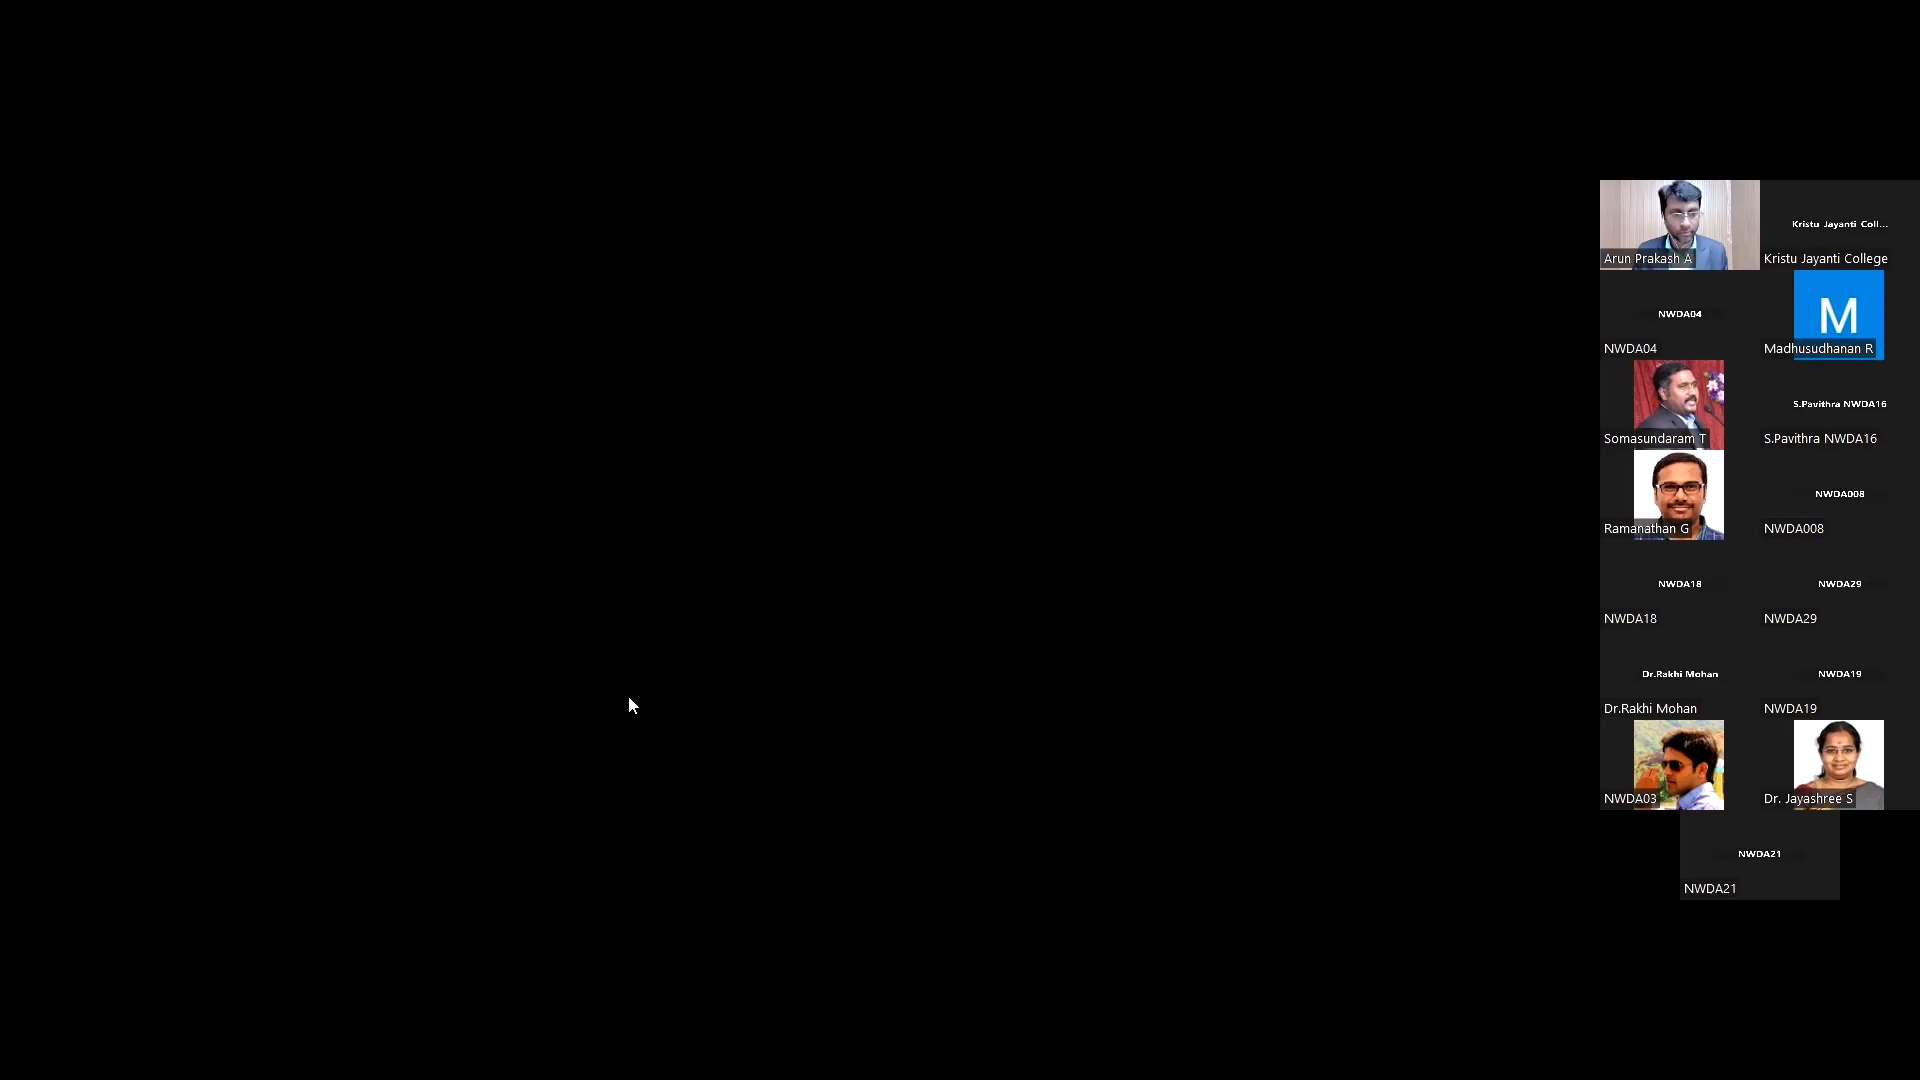 Kristu Jayanti Coll...
Arun Prakash A
Kristu Jayanti College
NWDA04
M
NWDA04
Madhusudhanan R
S.Pavithra NWDA16
Somasundaram T
S.Pavithra NWDA16
NWDA008
Ramanathan G
NWDA008
NWDA18
NWDA29
NWDA18
NWDA29
Dr.Rakhi Mohan
NWDA19
Dr.Rakhi Mohan
NWDA19
NWDA03
Dr. Jayashree S
NWDA21
NWDA21